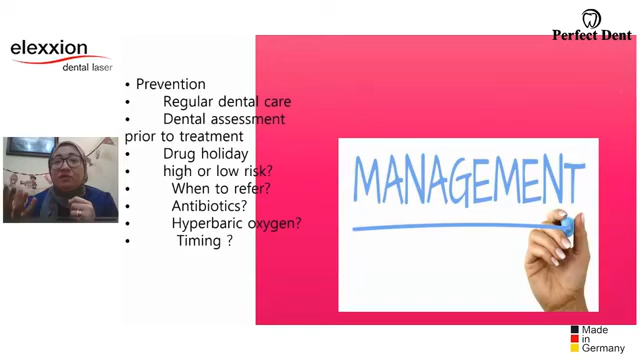 elexxion
dental laser
Perfect Dent
• Prevention
• Regular dental care
• Dental assessment
prior to treatment
• Drug holiday
• high or low risk?
• When to refer?
• Antibiotics?
• Hyperbaric oxygen?
• Timing ?
MANAGEMENT
Made
in
Germany